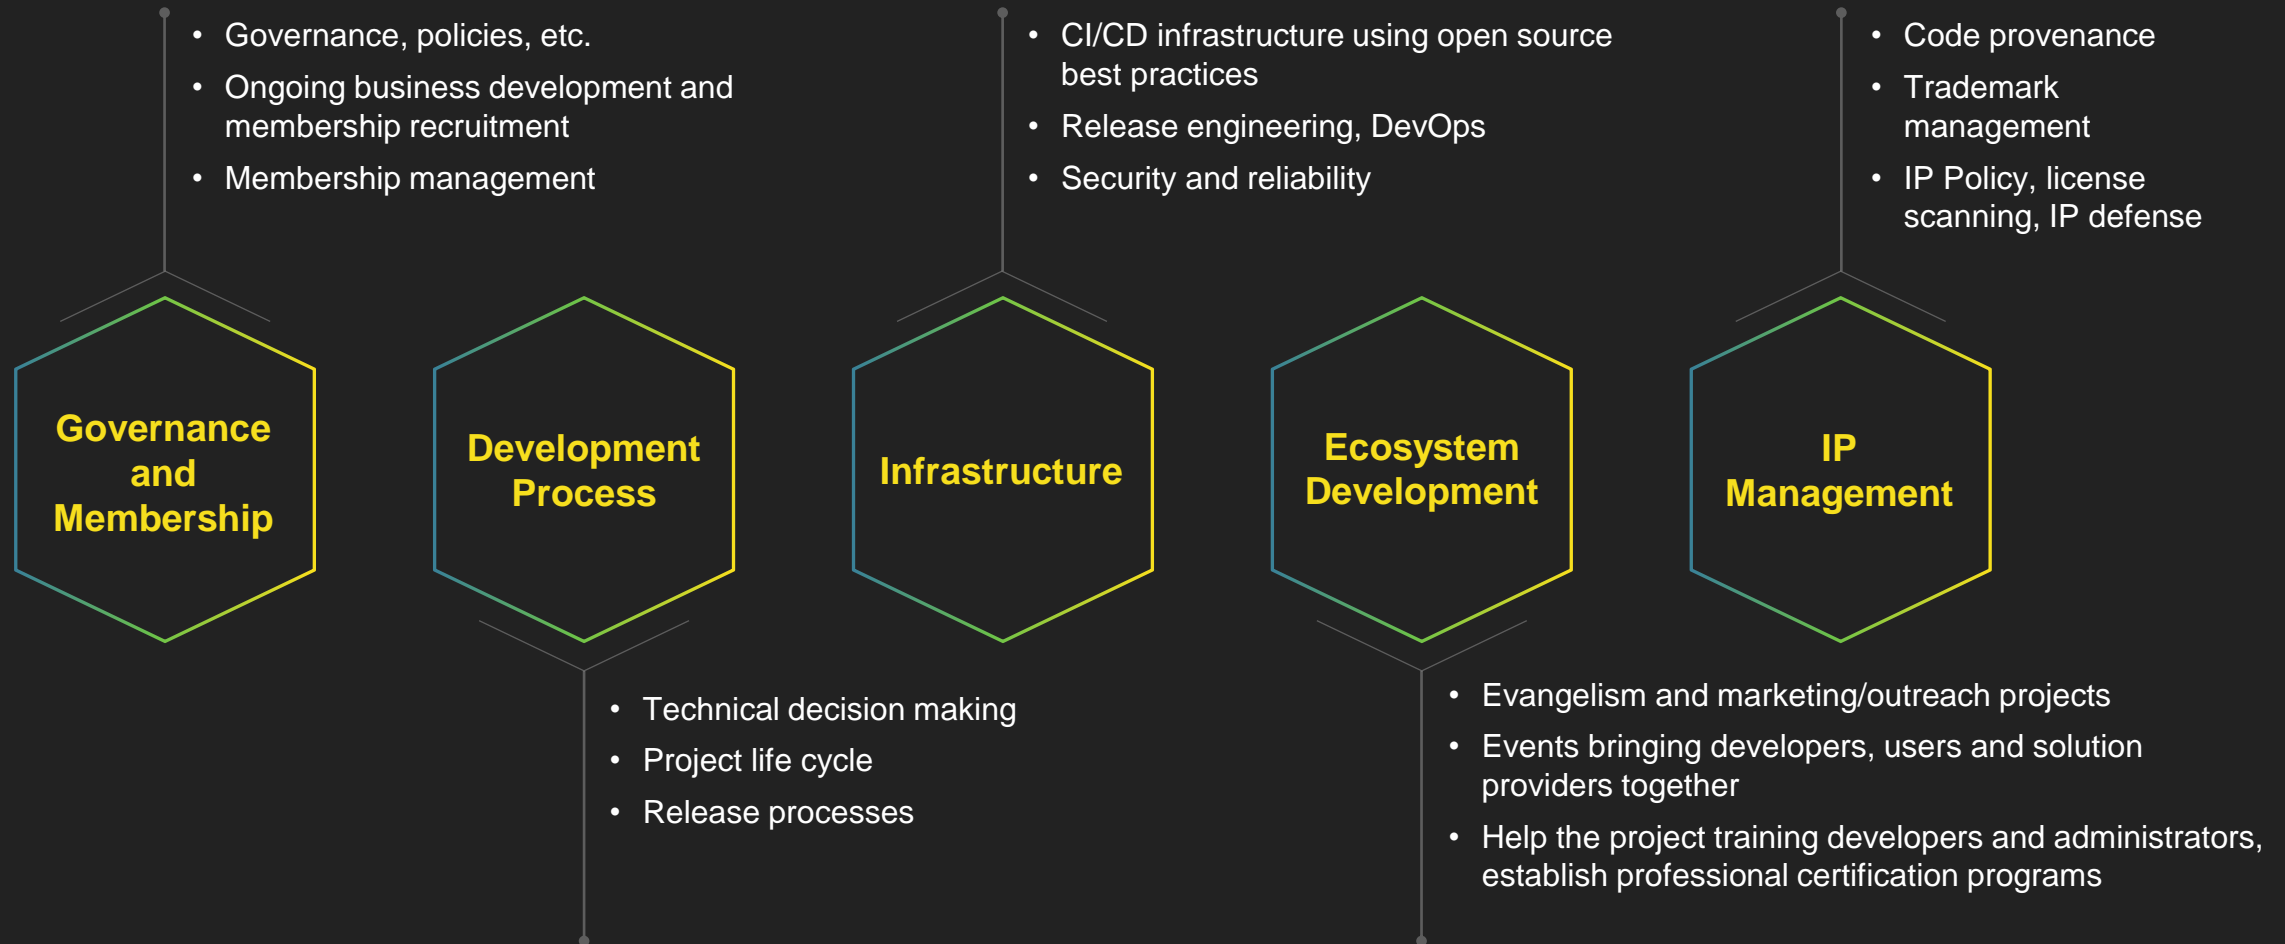 • Governance, policies, etc.
• Ongoing business development and
membership recruitment
• Membership management
• CI/CD infrastructure using open source
best practices
• Release engineering, DevOps
• Security and reliability
• Code provenance
• Trademark
management
• IP Policy, license
scanning, IP defense
Governance
and
Membership
Development
Process
Infrastructure
Ecosystem
Development
IP
Management
• Technical decision making
• Project life cycle
• Release processes
• Evangelism and marketing/outreach projects
• Events bringing developers, users and solution
providers together
• Help the project training developers and administrators,
establish professional certification programs